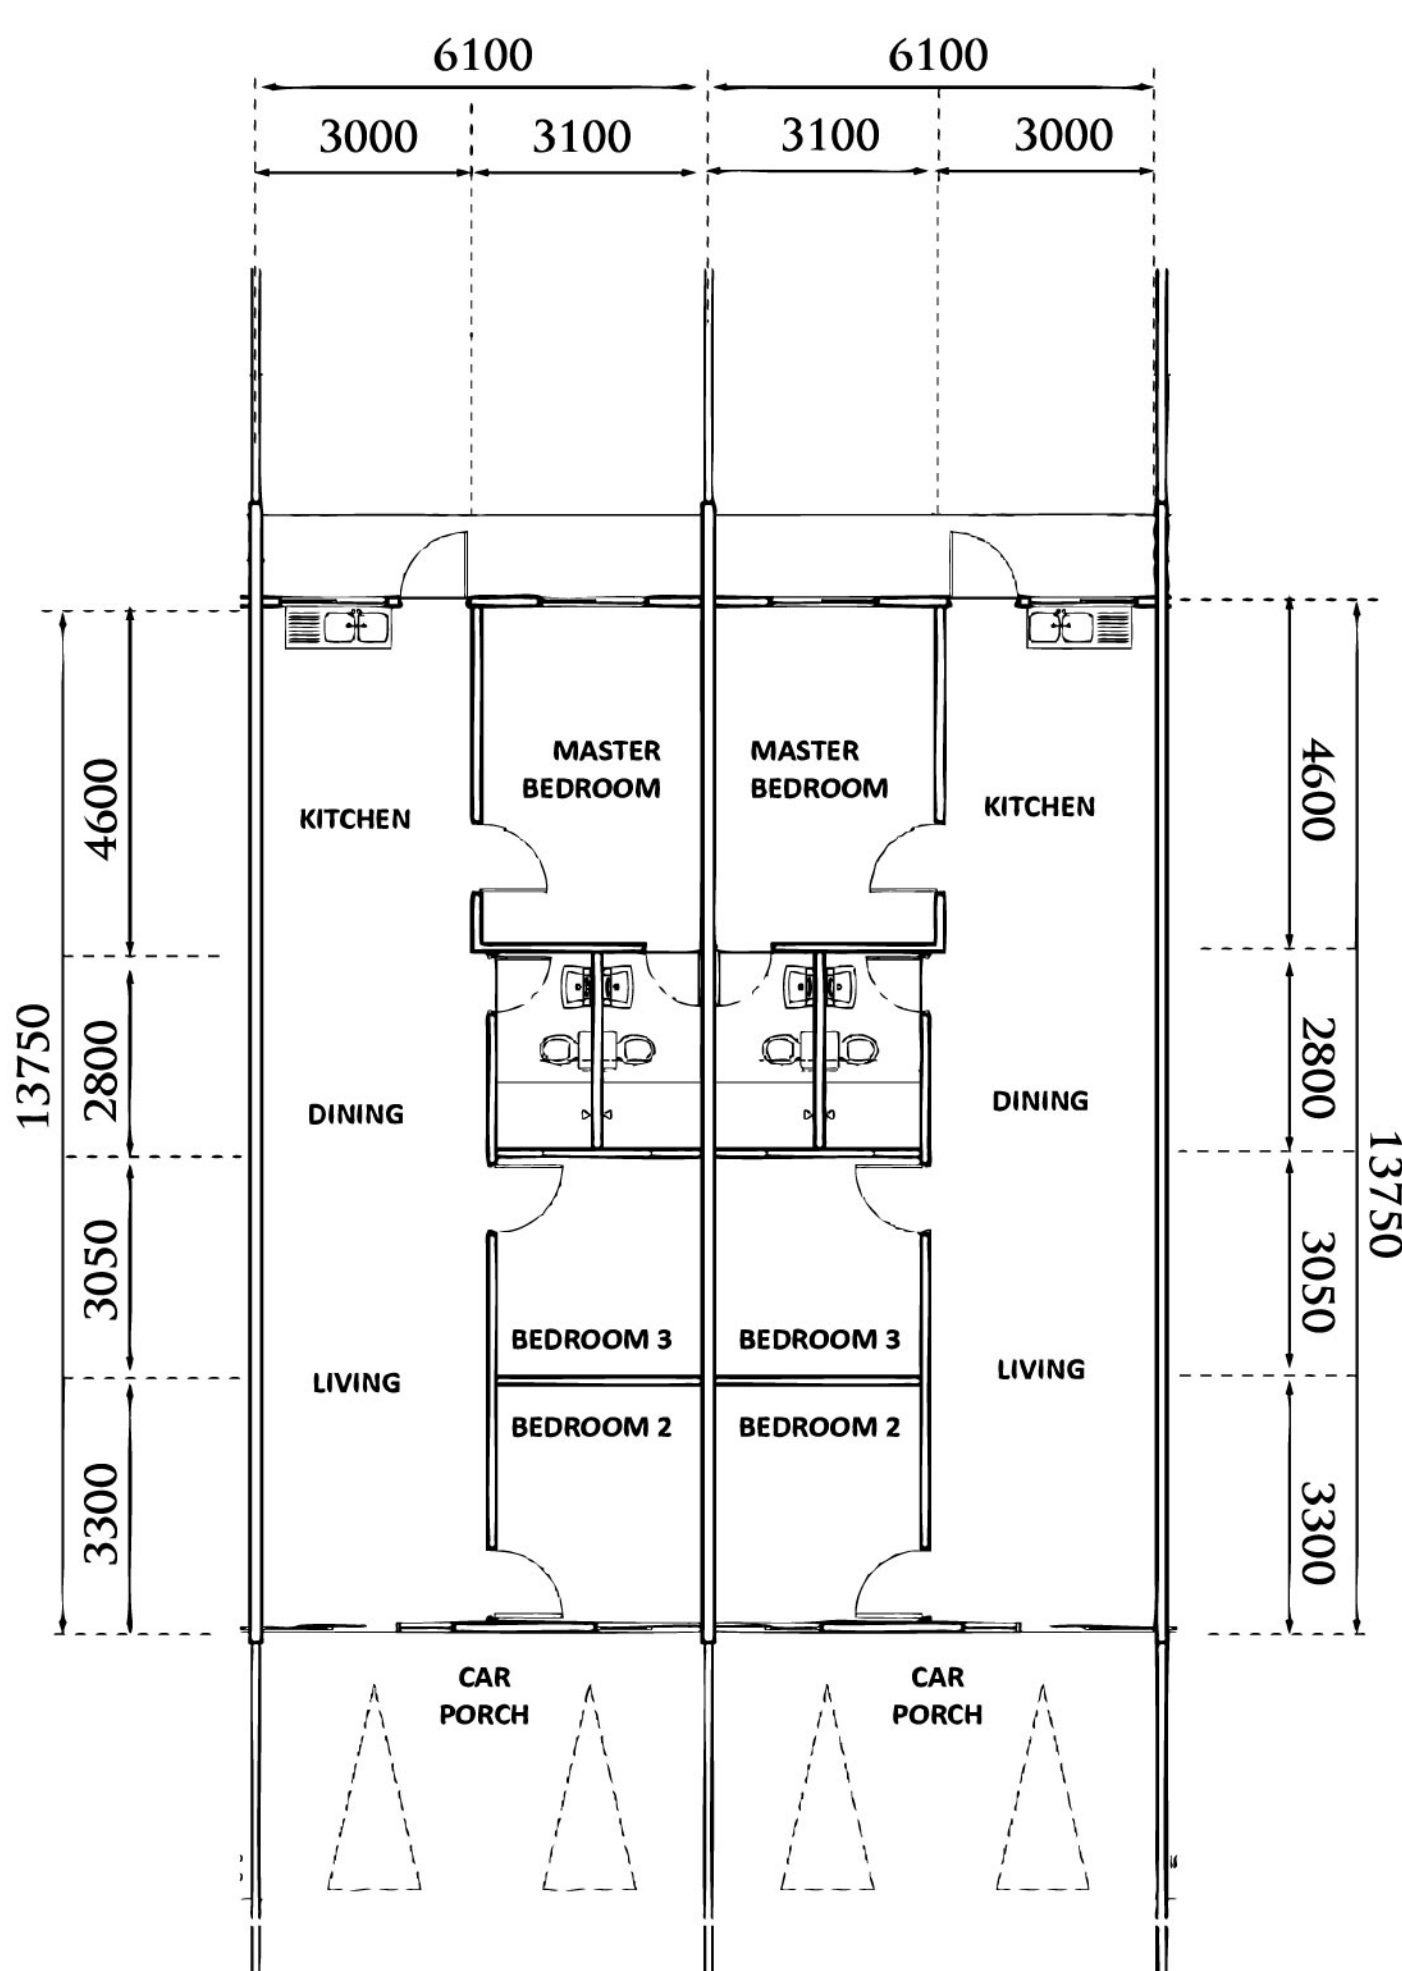 6100
6100
3000
3100
3100
3000
MASTER
BEDROOM
MASTER
BEDROOM
KITCHEN
KITCHEN
4600
4600
13750
2800
2800
13750
DINING
DINING
3050
3050
BEDROOM 3
BEDROOM 3
LIVING
LIVING
BEDROOM 2
BEDROOM 2
3300
3300
CAR
PORCH
CAR
PORCH